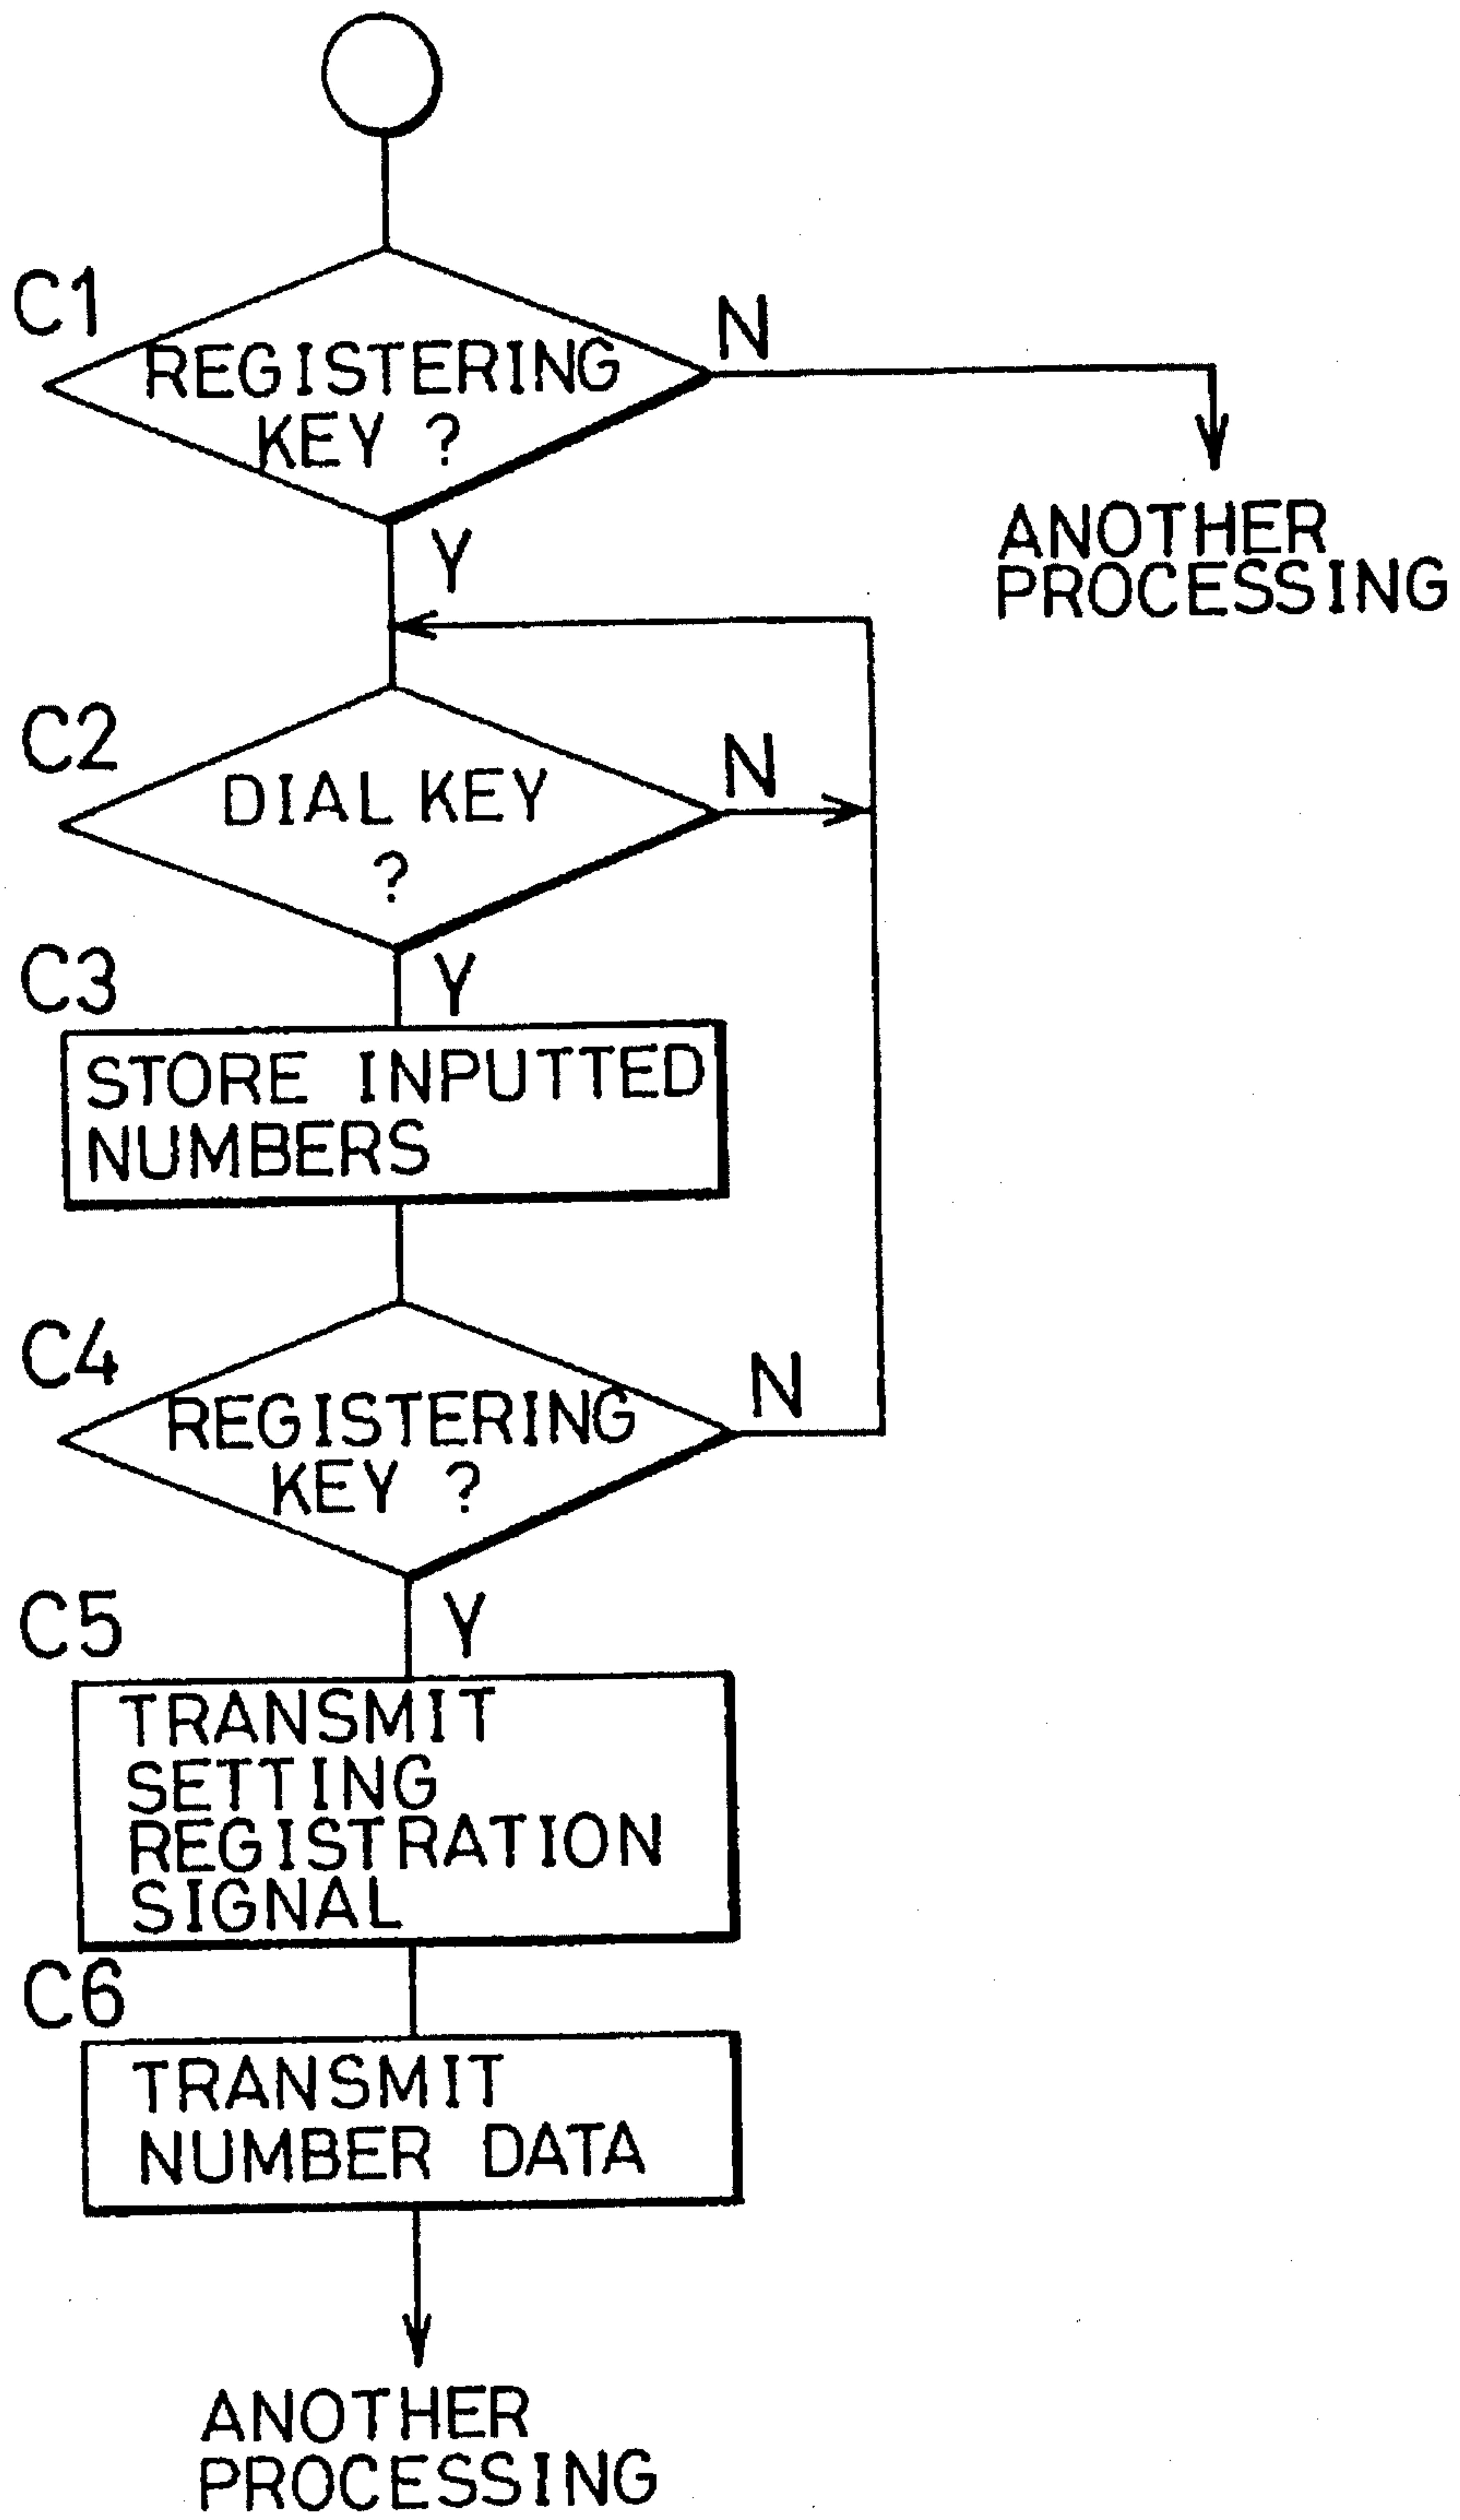 C1
REGISTERING
KEY ?
N
Y
ANOTHER
PROCESSING
C2
DIAL KEY
?
N
Y
C3
STORE INPUTTED
NUMBERS
C4
REGISTERING
KEY ?
N
Y
C5
TRANSMIT
SETTING
REGISTRATION
SIGNAL
C6
TRANSMIT
NUMBER DATA
ANOTHER
PROCESSING